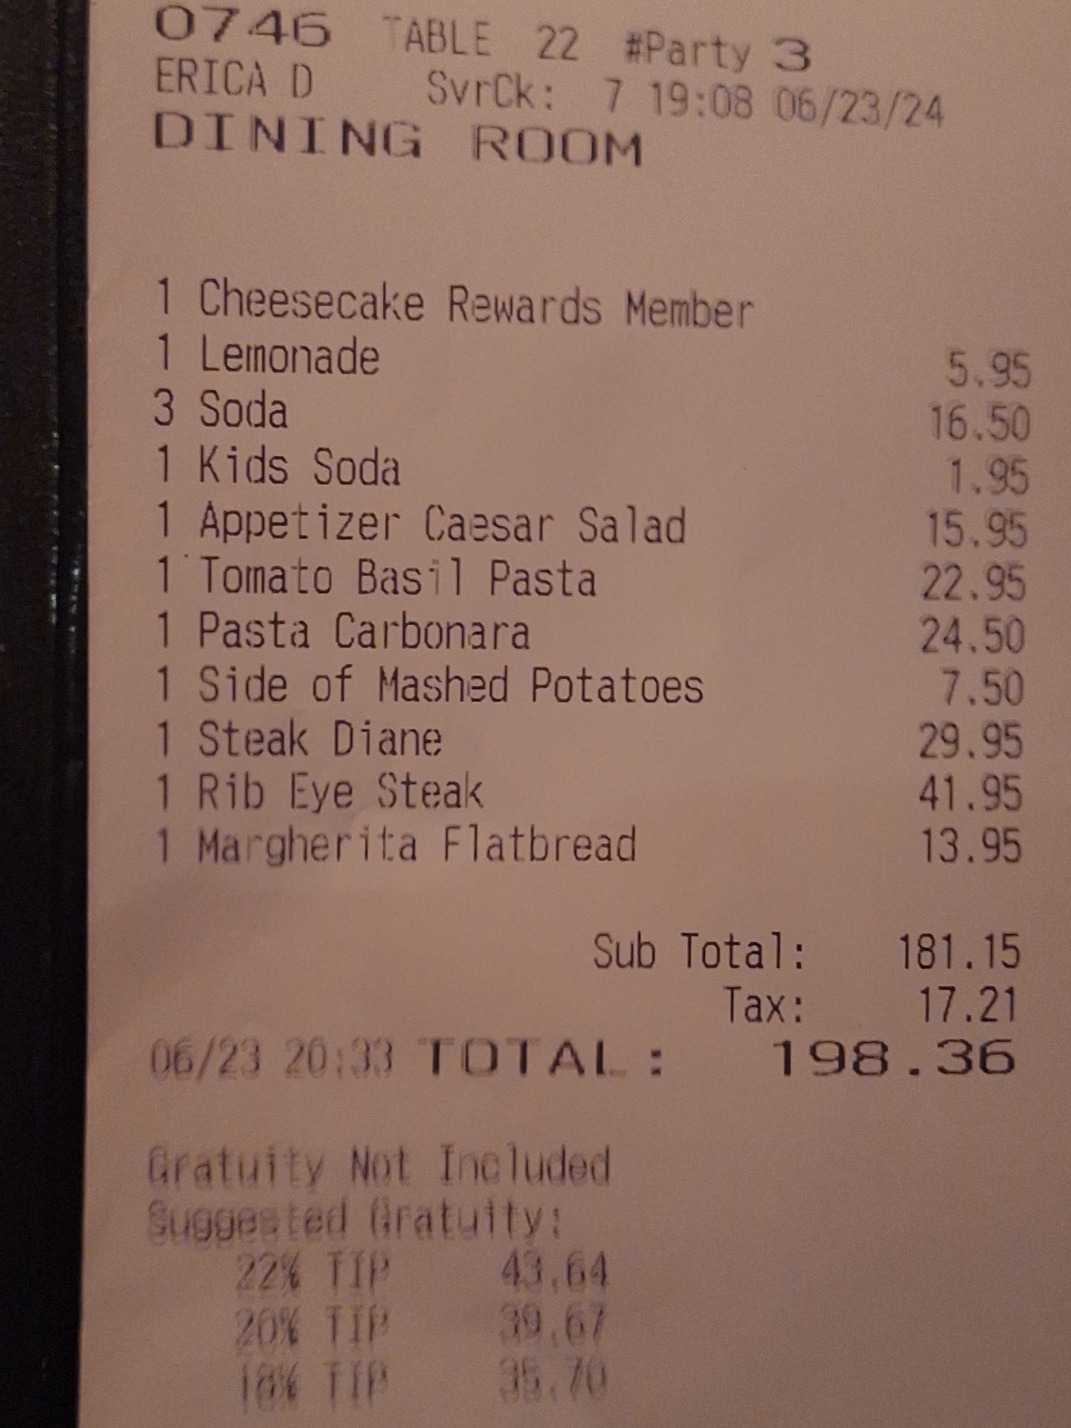 0746 TABLE 22 #Party 3
ERICA D SvrCk: 7 19:08 06/23/24
DINING ROOM
1 Cheesecake Rewards Member
1 Lemonade 5.95
3 Soda 16.50
1 Kids Soda 1.95
1 Appetizer Caesar Salad 15.95
1 Tomato Basil Pasta 22.95
1 Pasta Carbonara 24.50
1 Side of Mashed Potatoes 7.50
1 Steak Diane 29.95
1 Rib Eye Steak 41.95
1 Margherita Flatbread 13.95
Sub Total: 181.15
Tax: 17.21
06/23 20:33 TOTAL: 198.36
Gratuity Not Included
Suggested Gratuity:
22% TIP 43.64
20% TIP 39.67
18% TIP 35.70